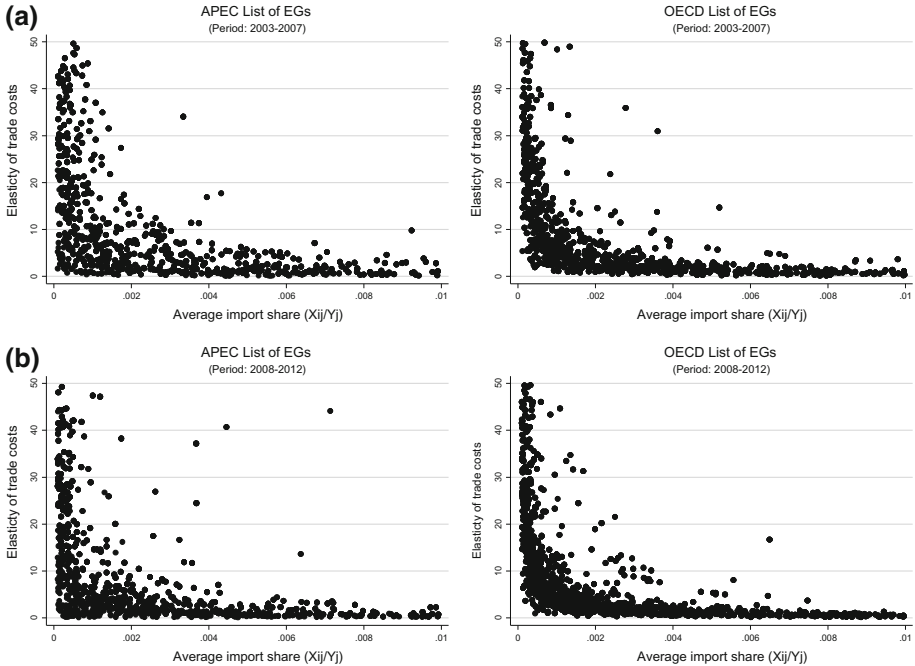 (a)
APEC List of EGs
(Period: 2003-2007)
Elasticty of trade costs
50
40
30
20
10
0
0 .002 .004 .006 .008 .01
Average import share (Xij/Yj)
OECD List of EGs
(Period: 2003-2007)
Elasticty of trade costs
50
40
30
20
10
0
0 .002 .004 .006 .008 .01
Average import share (Xij/Yj)
(b)
APEC List of EGs
(Period: 2008-2012)
Elasticty of trade costs
50
40
30
20
10
0
0 .002 .004 .006 .008 .01
Average import share (Xij/Yj)
OECD List of EGs
(Period: 2008-2012)
Elasticty of trade costs
50
40
30
20
10
0
0 .002 .004 .006 .008 .01
Average import share (Xij/Yj)